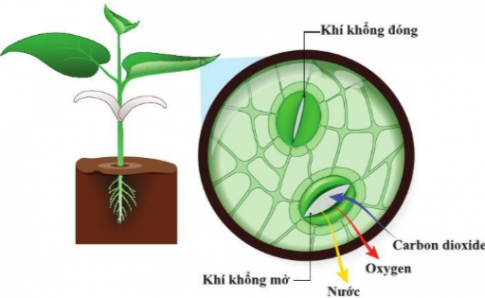 Khí khổng đóng
Carbon dioxide
Oxygen
Khí khổng mở
Nước